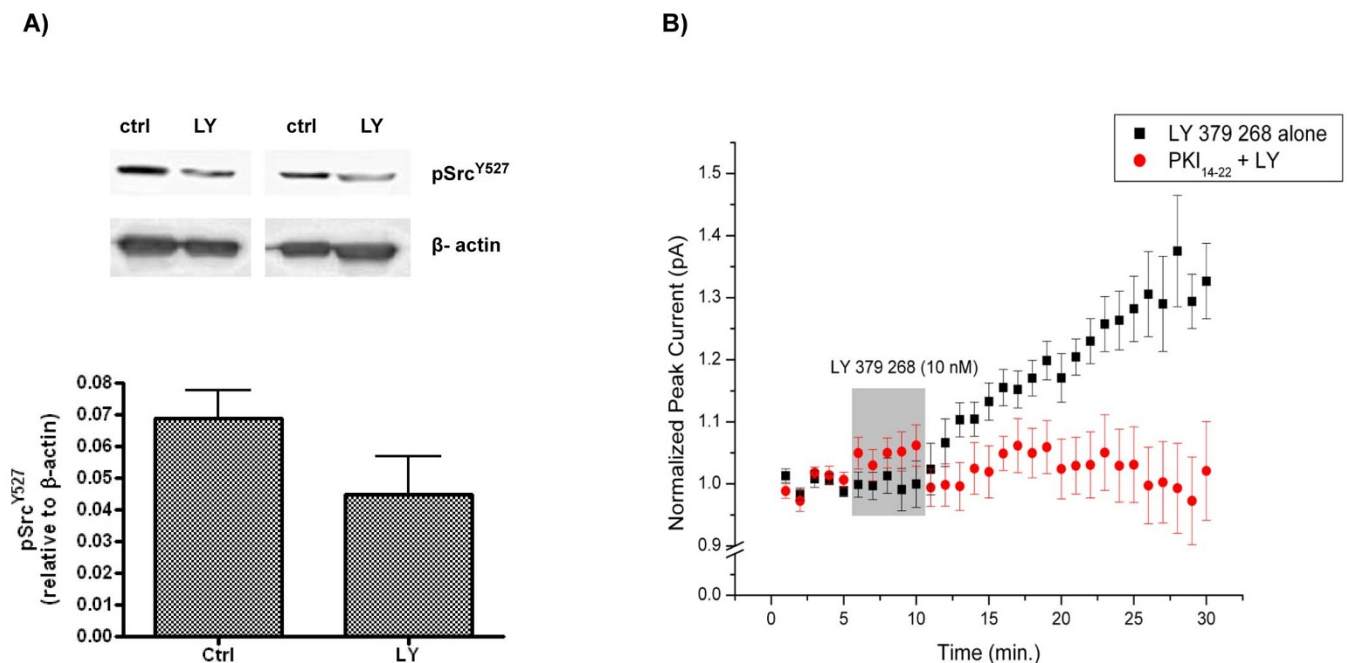 A)
ctrl LY ctrl LY
pSrcY527
β- actin
pSrcY527
(relative to β-actin)
0.08
0.07
0.06
0.05
0.04
0.03
0.02
0.01
0.00
Ctrl LY
B)
LY 379 268 alone
PKI14-22 + LY
LY 379 268 (10 nM)
Normalized Peak Current (pA)
1.5
1.4
1.3
1.2
1.1
1.0
0.9
0.0
0 5 10 15 20 25 30
Time (min.)